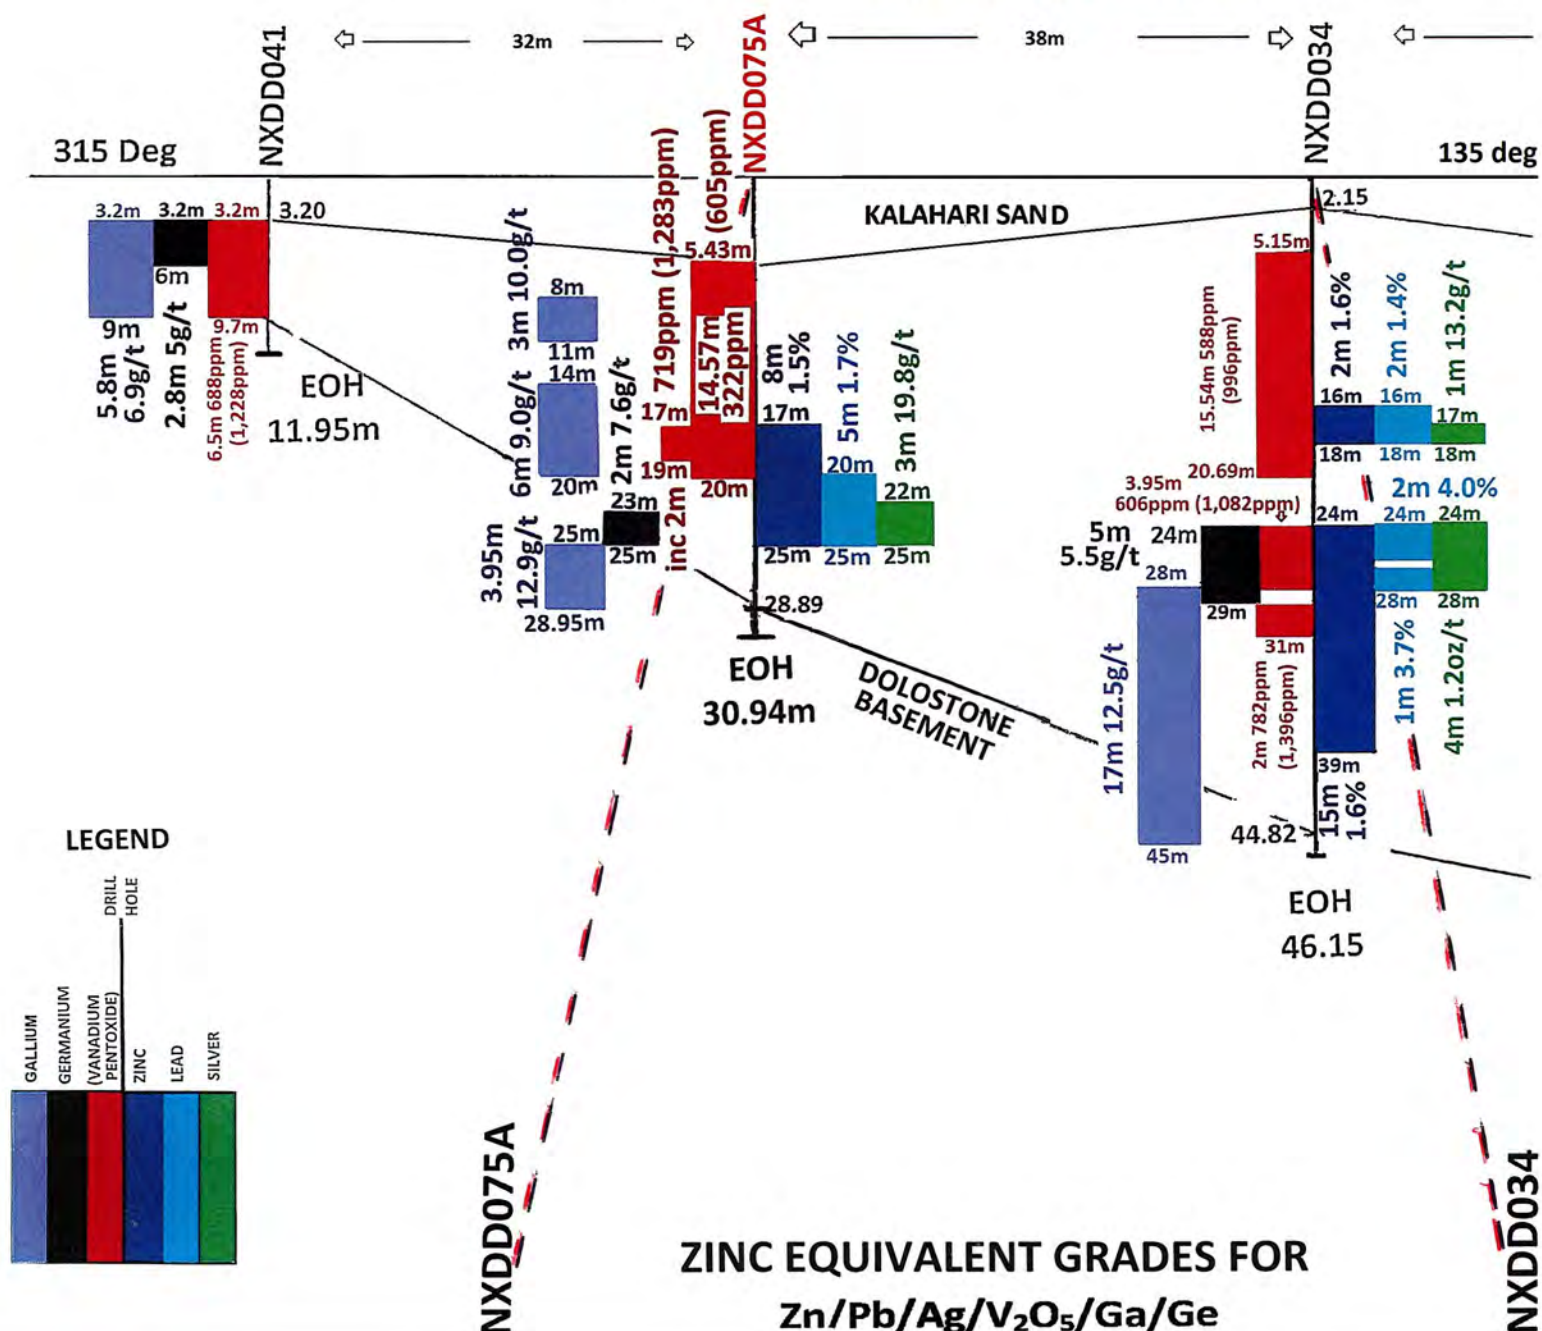 NXDD041
32m
NXDD075A
38m
NXDD034
315 Deg
135 deg
3.2m
3.2m
3.2m
3.20
6m
9m
5.8m
6.9g/t
2.8m 5g/t
9.7m
6.5m 688ppm
(1,228ppm)
EOH
11.95m
KALAHARI SAND
3m 10.0g/t
8m
11m
14m
6m 9.0g/t
20m
2m 7.6g/t
23m
25m
25m
3.95m
12.9g/t
28.95m
inc 2m 719ppm (1,283ppm)
17m
19m
(605ppm)
5.43m
14.57m
322ppm
20m
8m
1.5%
17m
25m
5m 1.7%
20m
25m
3m 19.8g/t
22m
25m
28.89
EOH
30.94m
DOLOSTONE
BASEMENT
2.15
5.15m
15.54m 588ppm
(996ppm)
20.69m
2m 1.6%
16m
18m
2m 1.4%
16m
18m
1m 13.2g/t
17m
18m
3.95m
606ppm (1,082ppm)
2m 4.0%
5m
5.5g/t
24m
29m
28m
17m 12.5g/t
45m
31m
2m 782ppm
(1,396ppm)
24m
39m
15m
1.6%
24m
28m
1m 3.7%
24m
28m
4m 1.2oz/t
44.82
EOH
46.15
LEGEND
DRILL
HOLE
GALLIUM
GERMANIUM
(VANADIUM
PENTOXIDE)
ZINC
LEAD
SILVER
NXDD075A
NXDD034
ZINC EQUIVALENT GRADES FOR
Zn/Pb/Ag/V₂O₅/Ga/Ge